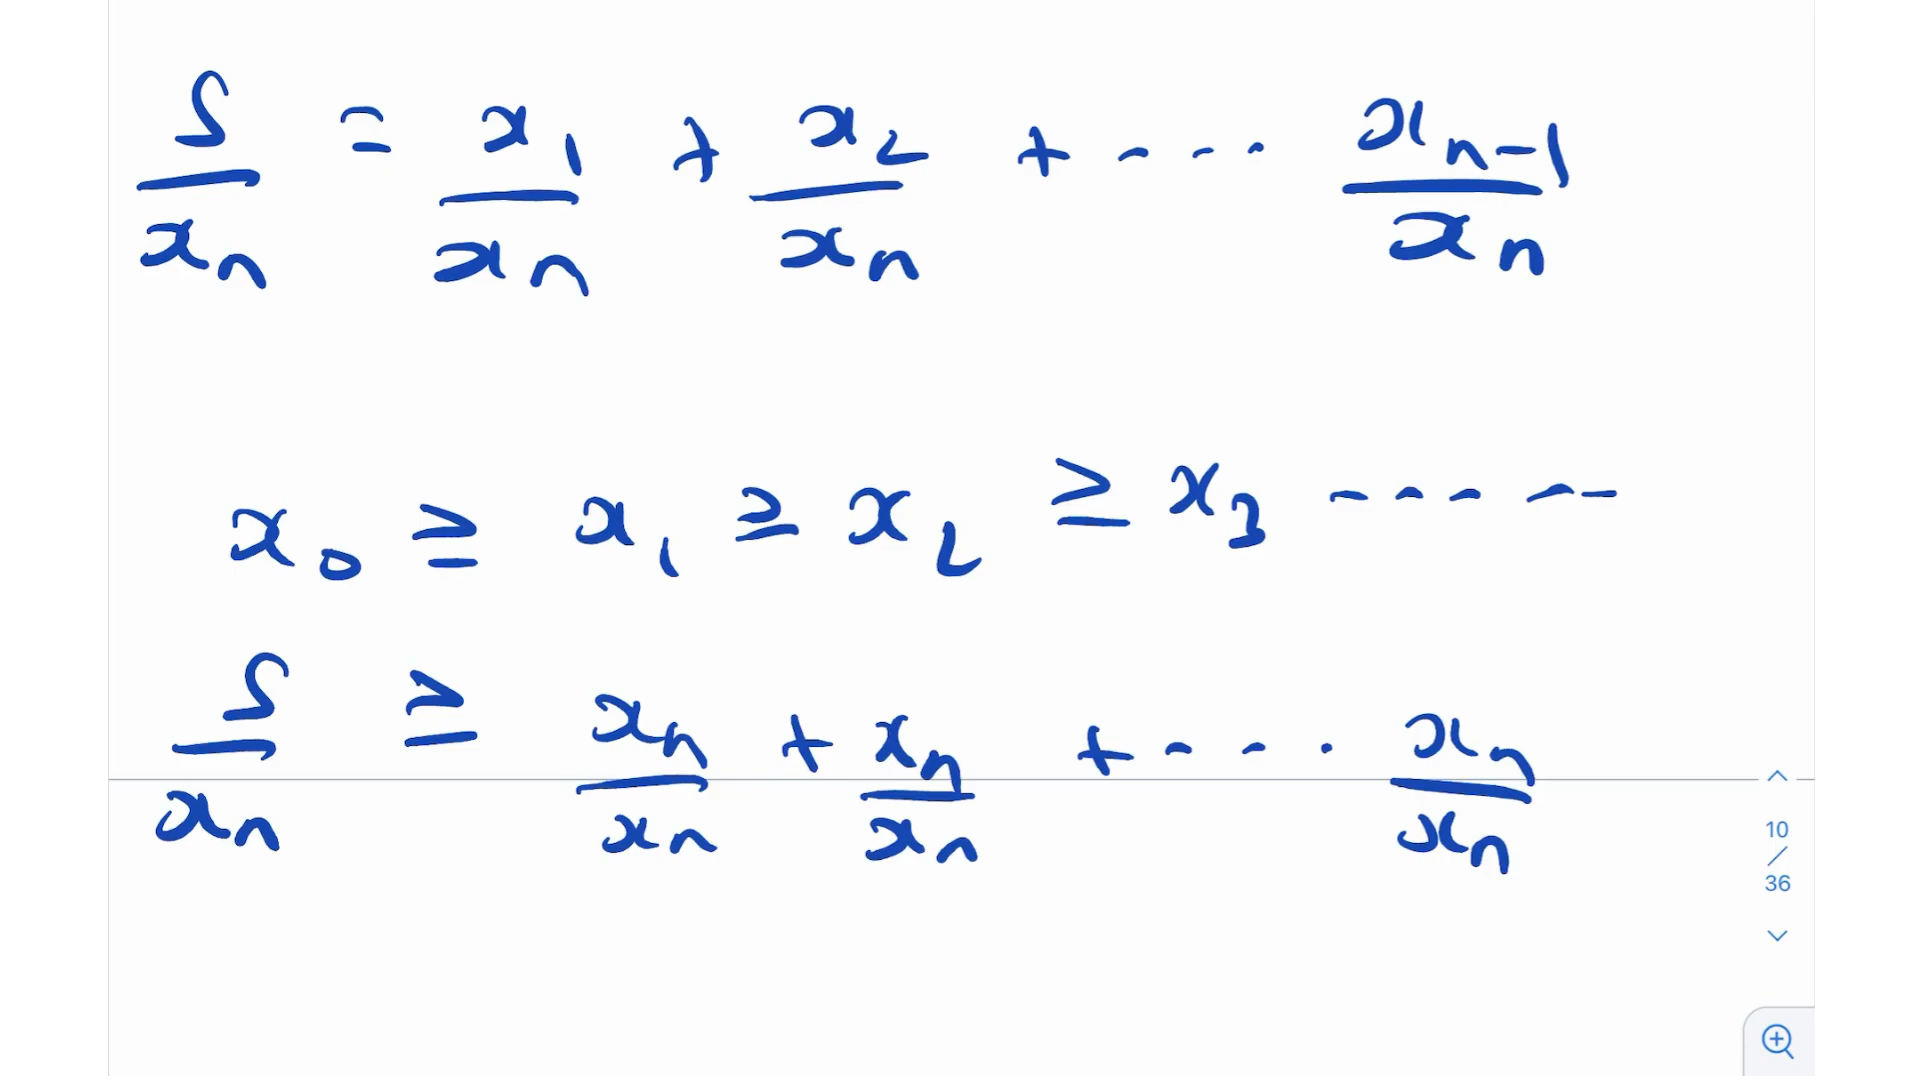 S/xₙ = x₁/xₙ + x₂/xₙ + ---- xₙ₋₁/xₙ
x₀ ≥ x₁ ≥ x₂ ≥ x₃ -----
S/xₙ ≥ xₙ/xₙ + xₙ/xₙ + ---- xₙ/xₙ
10
/
36